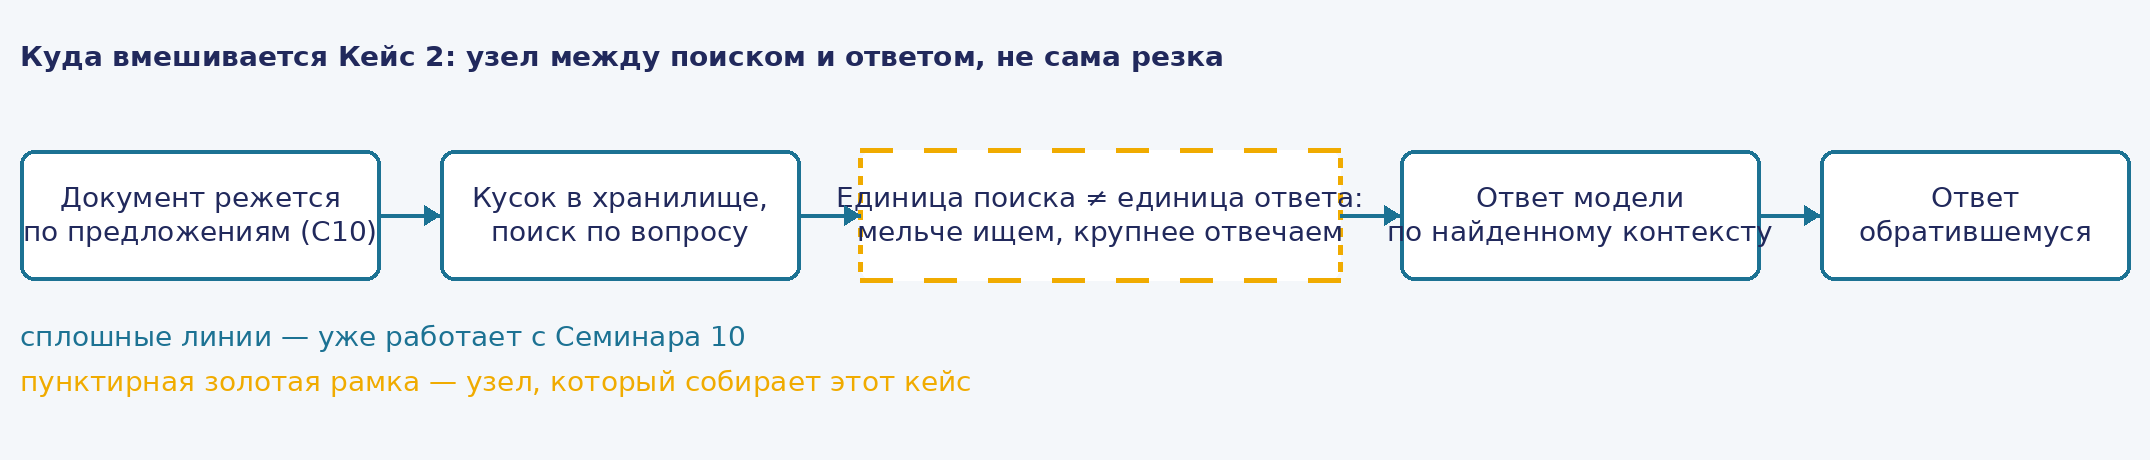 Куда вмешивается Кейс 2: узел между поиском и ответом, не сама резка
Документ режется
по предложениям (С10)
Кусок в хранилище,
поиск по вопросу
Единица поиска ≠ единица ответа:
мельче ищем, крупнее отвечаем
Ответ модели
по найденному контексту
Ответ
обратившемуся
сплошные линии — уже работает с Семинара 10
пунктирная золотая рамка — узел, который собирает этот кейс